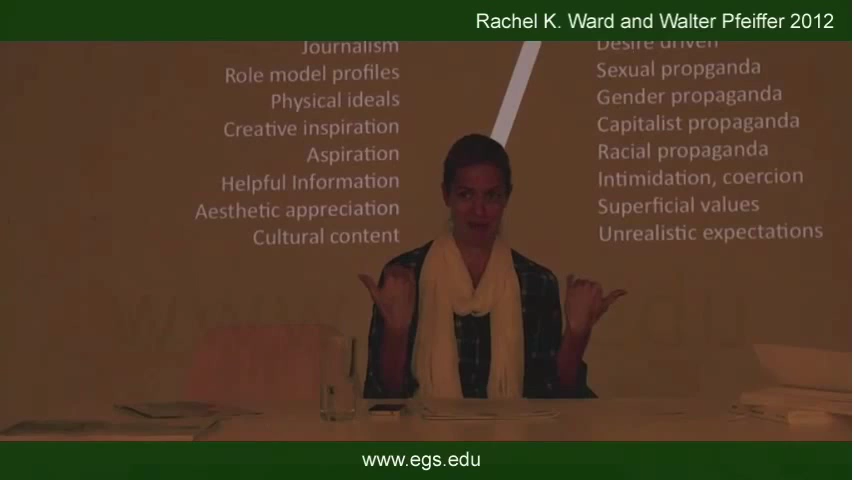 Rachel K. Ward and Walter Pfeiffer 2012
Journalism
Role model profiles
Physical ideals
Creative inspiration
Aspiration
Helpful Information
Aesthetic appreciation
Cultural content
Desire driven
Sexual propganda
Gender propaganda
Capitalist propaganda
Racial propaganda
Intimidation, coercion
Superficial values
Unrealistic expectations
www.egs.edu